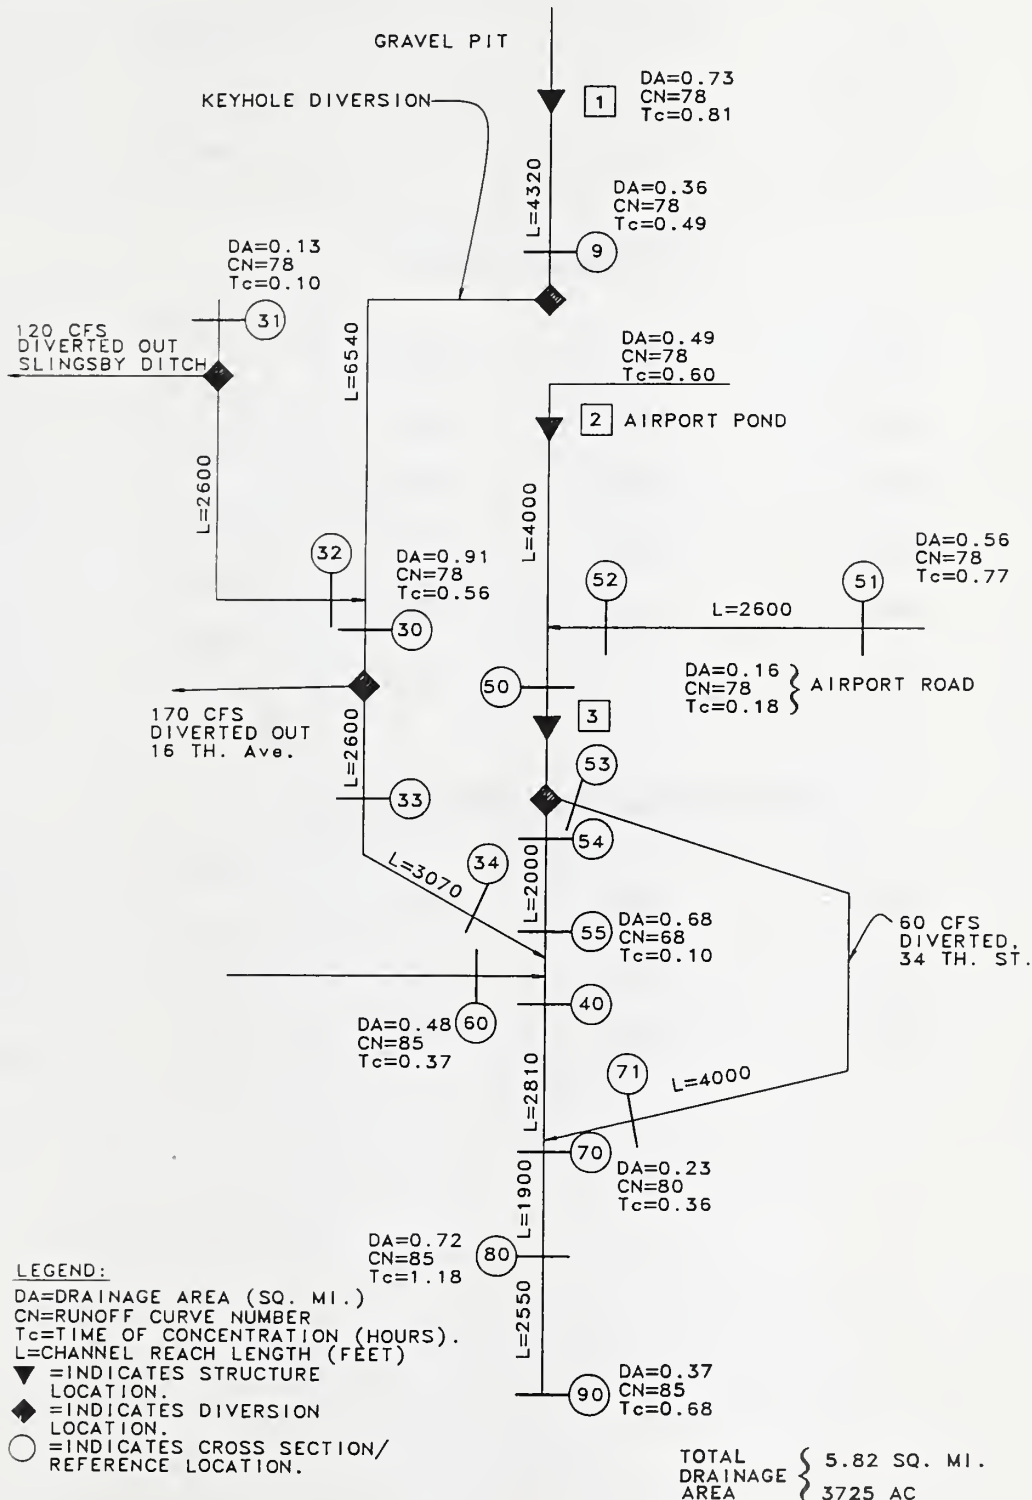 GRAVEL PIT
DA=0.73
CN=78
Tc=0.81
1
KEYHOLE DIVERSION
L=4320
DA=0.36
CN=78
Tc=0.49
9
DA=0.13
CN=78
Tc=0.10
31
120 CFS
DIVERTED OUT
SLINGSBY DITCH
L=6540
DA=0.49
CN=78
Tc=0.60
2 AIRPORT POND
L=2600
L=4000
32
DA=0.91
CN=78
Tc=0.56
30
52
DA=0.56
CN=78
Tc=0.77
51
L=2600
50
DA=0.16
CN=78
Tc=0.18
AIRPORT ROAD
3
170 CFS
DIVERTED OUT
16 TH. Ave.
L=2600
33
53
54
L=3070
34
L=2000
55
DA=0.68
CN=68
Tc=0.10
60 CFS
DIVERTED,
34 TH. ST.
DA=0.48
CN=85
Tc=0.37
60
40
L=2810
71
L=4000
70
DA=0.23
CN=80
Tc=0.36
L=1900
DA=0.72
CN=85
Tc=1.18
80
L=2550
DA=0.37
CN=85
Tc=0.68
90
LEGEND:
DA=DRAINAGE AREA (SQ. MI.)
CN=RUNOFF CURVE NUMBER
Tc=TIME OF CONCENTRATION (HOURS).
L=CHANNEL REACH LENGTH (FEET)
=INDICATES STRUCTURE
LOCATION.
=INDICATES DIVERSION
LOCATION.
=INDICATES CROSS SECTION/
REFERENCE LOCATION.
TOTAL
DRAINAGE
AREA
5.82 SQ. MI.
3725 AC